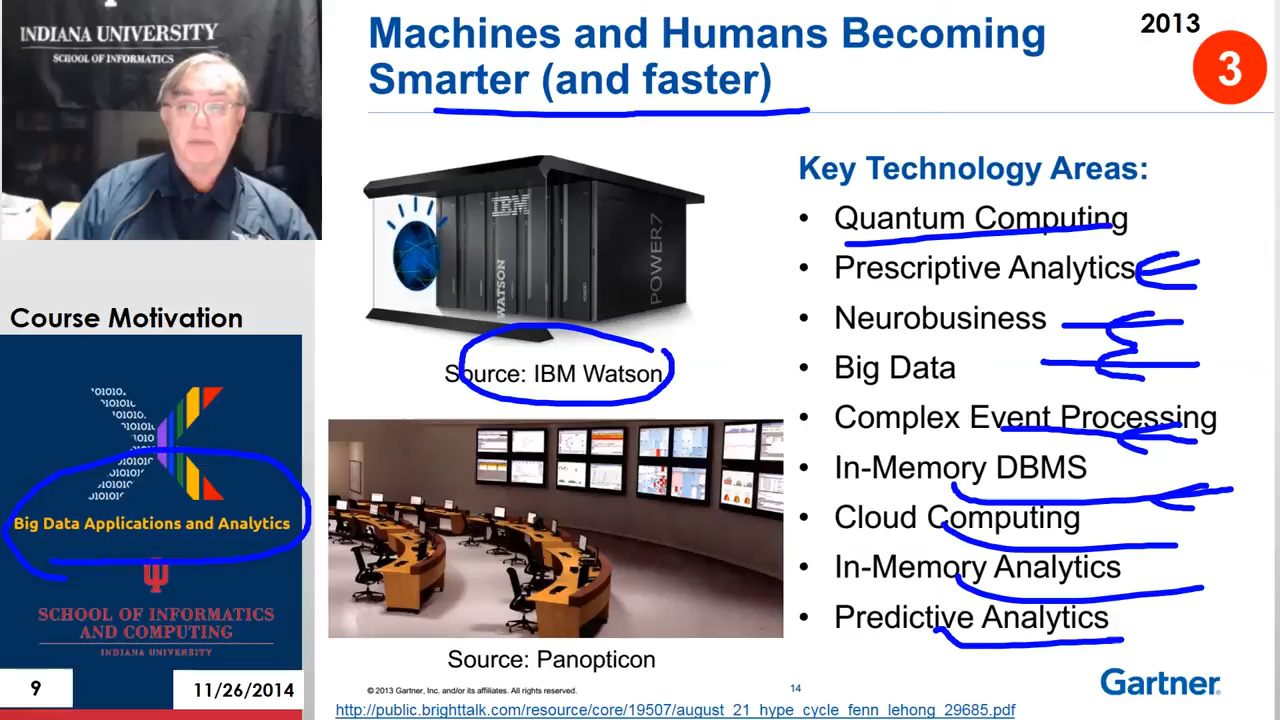 INDIANA UNIVERSITY
SCHOOL OF INFORMATICS
Machines and Humans Becoming
Smarter (and faster)
2013
3
IBM
WATSON
POWER7
Source: IBM Watson
Key Technology Areas:
• Quantum Computing
• Prescriptive Analytics
• Neurobusiness
• Big Data
• Complex Event Processing
• In-Memory DBMS
• Cloud Computing
• In-Memory Analytics
• Predictive Analytics
Course Motivation
Big Data Applications and Analytics
SCHOOL OF INFORMATICS
AND COMPUTING
INDIANA UNIVERSITY
Source: Panopticon
9
11/26/2014
© 2013 Gartner, Inc. and/or its affiliates. All rights reserved.
14
Gartner
http://public.brighttalk.com/resource/core/19507/august_21_hype_cycle_fenn_lehong_29685.pdf